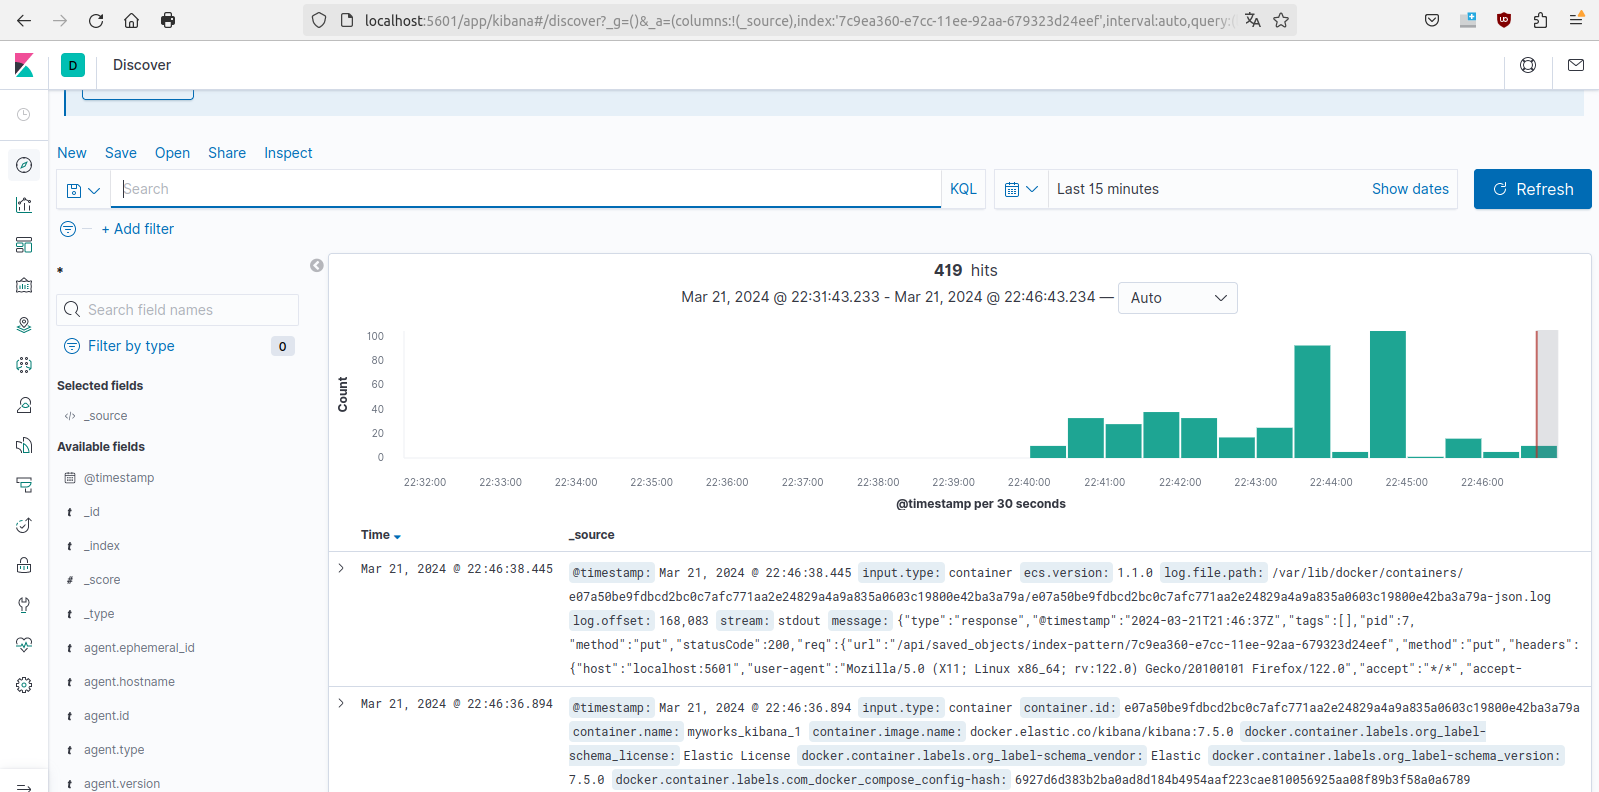 localhost:5601/app/kibana#/discover?_g=()&_a=(columns:!(_source),index:'7c9ea360-e7cc-11ee-92aa-679323d24eef',interval:auto,query:(
D Discover
New Save Open Share Inspect
Search KQL Last 15 minutes Show dates Refresh
+ Add filter
*
419 hits
Mar 21, 2024 @ 22:31:43.233 - Mar 21, 2024 @ 22:46:43.234 — Auto
Search field names
Filter by type 0
Selected fields
_source
Available fields
@timestamp
t _id
t _index
# _score
t _type
t agent.ephemeral_id
t agent.hostname
t agent.id
t agent.type
t agent.version
Count
100
80
60
40
20
0
22:32:00 22:33:00 22:34:00 22:35:00 22:36:00 22:37:00 22:38:00 22:39:00 22:40:00 22:41:00 22:42:00 22:43:00 22:44:00 22:45:00 22:46:00
@timestamp per 30 seconds
Time _source
Mar 21, 2024 @ 22:46:38.445 @timestamp: Mar 21, 2024 @ 22:46:38.445 input.type: container ecs.version: 1.1.0 log.file.path: /var/lib/docker/containers/
e07a50be9fdbcd2bc0c7afc771aa2e24829a4a9a835a0603c19800e42ba3a79a/e07a50be9fdbcd2bc0c7afc771aa2e24829a4a9a835a0603c19800e42ba3a79a-json.log
log.offset: 168,083 stream: stdout message: {"type":"response","@timestamp":"2024-03-21T21:46:37Z","tags":[],"pid":7,
"method":"put","statusCode":200,"req":{"url":"/api/saved_objects/index-pattern/7c9ea360-e7cc-11ee-92aa-679323d24eef","method":"put","headers":
{"host":"localhost:5601","user-agent":"Mozilla/5.0 (X11; Linux x86_64; rv:122.0) Gecko/20100101 Firefox/122.0","accept":"*/*","accept-
Mar 21, 2024 @ 22:46:36.894 @timestamp: Mar 21, 2024 @ 22:46:36.894 input.type: container container.id: e07a50be9fdbcd2bc0c7afc771aa2e24829a4a9a835a0603c19800e42ba3a79a
container.name: myworks_kibana_1 container.image.name: docker.elastic.co/kibana/kibana:7.5.0 docker.container.labels.org_label-
schema_license: Elastic License docker.container.labels.org_label-schema_vendor: Elastic docker.container.labels.org_label-schema_version:
7.5.0 docker.container.labels.com_docker_compose_config-hash: 6927d6d383b2ba0ad8d184b4954aaf223cae810056925aa08f89b3f58a0a6789